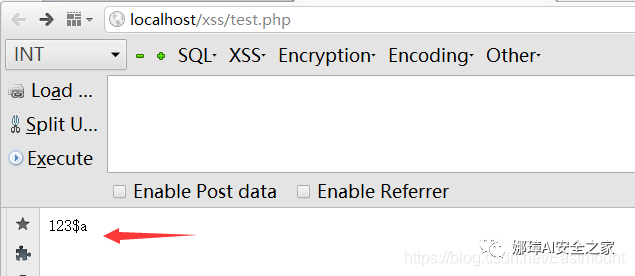 localhost/xss/test.php
INT SQL XSS Encryption Encoding Other
Load ...
Split U...
Execute
Enable Post data Enable Referrer
123$a
娜璋AI安全之家
https://blog.csdn.net/Eastmount